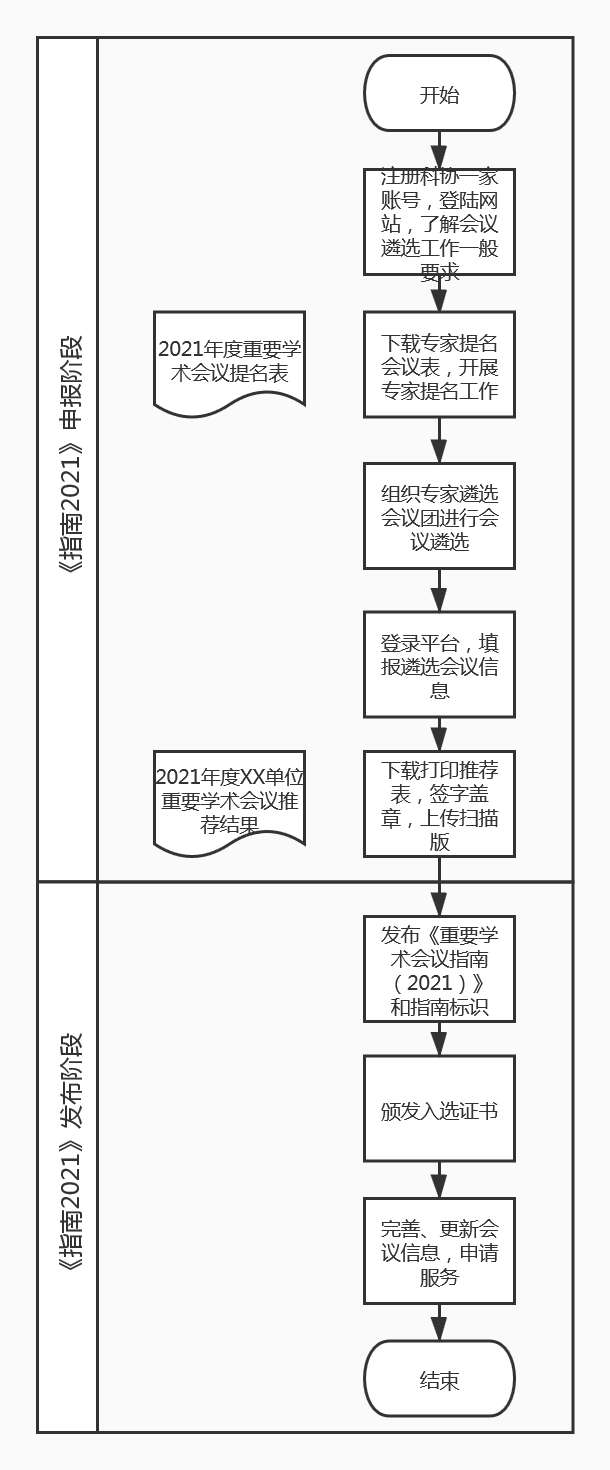 《指南2021》申报阶段
开始
注册科协一家
账号，登陆网
站，了解会议
遴选工作一般
要求
2021年度重要学
术会议提名表
下载专家提名
会议表，开展
专家提名工作
组织专家遴选
会议团进行会
议遴选
登录平台，填
报遴选会议信
息
2021年度XX单位
重要学术会议推
荐结果
下载打印推荐
表，签字盖
章，上传扫描
版
《指南2021》发布阶段
发布《重要学
术会议指南
（2021）》
和指南标识
颁发入选证书
完善、更新会
议信息，申请
服务
结束